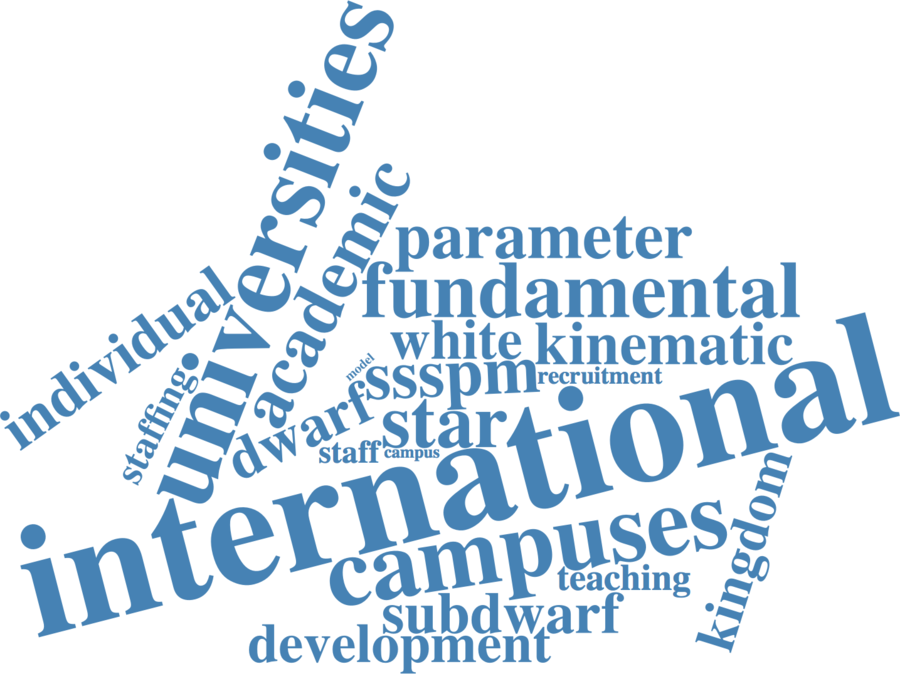 universities
academic
parameter
fundamental
individual
white
kinematic
model
ssspm
recruitment
staffing
dwarf
star
staff
campus
international
kingdom
campuses
teaching
subdwarf
development